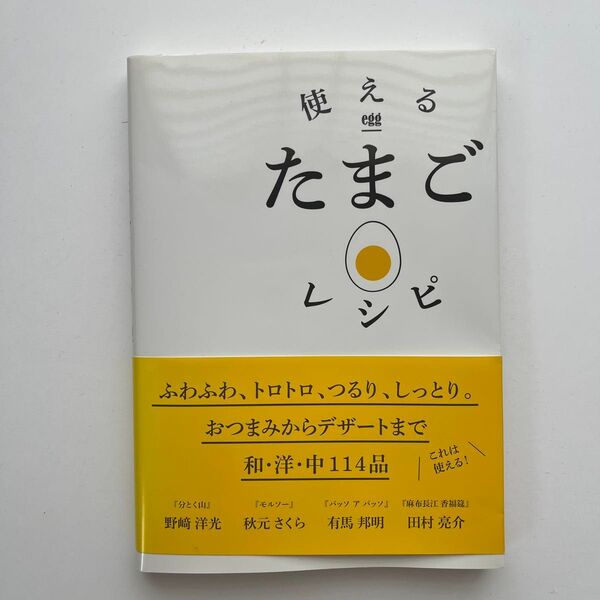 使える
egg
たまご
レシピ
ふわふわ、トロトロ、つるり、しっとり。
おつまみからデザートまで
和・洋・中114品
これは
使える!
『分とく山』 『モルソー』 『パッソ ア パッソ』 『麻布長江 香福筵』
野﨑 洋光 秋元 さくら 有馬 邦明 田村 亮介